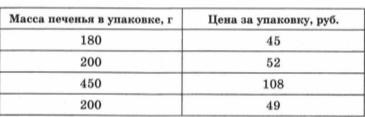 Масса печенья в упаковке, г Цена за упаковку, руб.
180 45
200 52
450 108
200 49